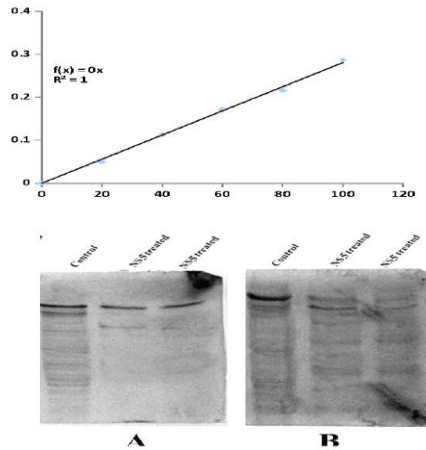 0.4
f(x) = 0x
R² = 1
0.3
0.2
0.1
0
0 20 40 60 80 100 120
Control NS5 treated NS5 treated
Control NS5 treated NS5 treated
A B